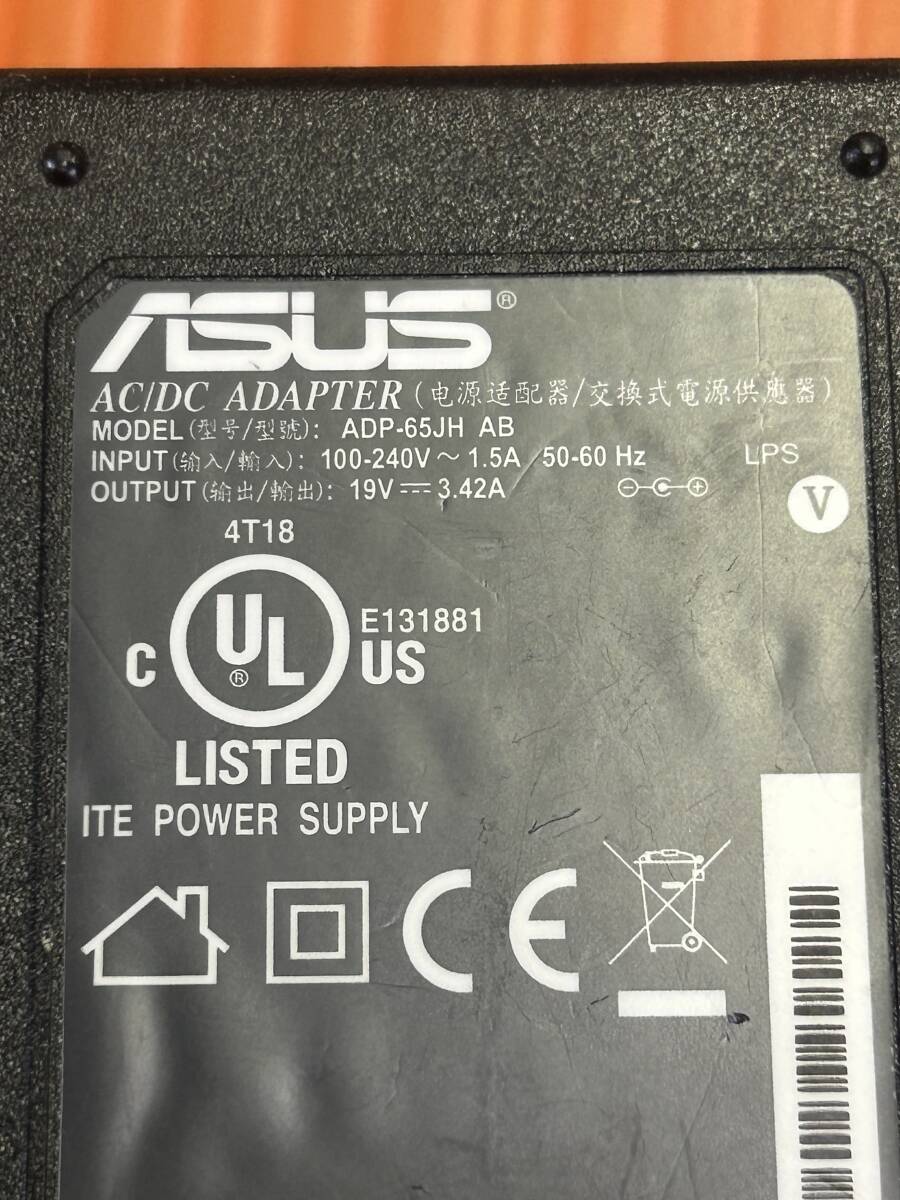 ASUS®
AC/DC ADAPTER (电源适配器/交換式電源供應器)
MODEL (型号/型號): ADP-65JH AB
INPUT (输入/輸入): 100-240V ~ 1.5A 50-60 Hz LPS
OUTPUT (输出/輸出): 19V ⎓ 3.42A
V
4T18
C UL® US E131881
LISTED
ITE POWER SUPPLY
CE